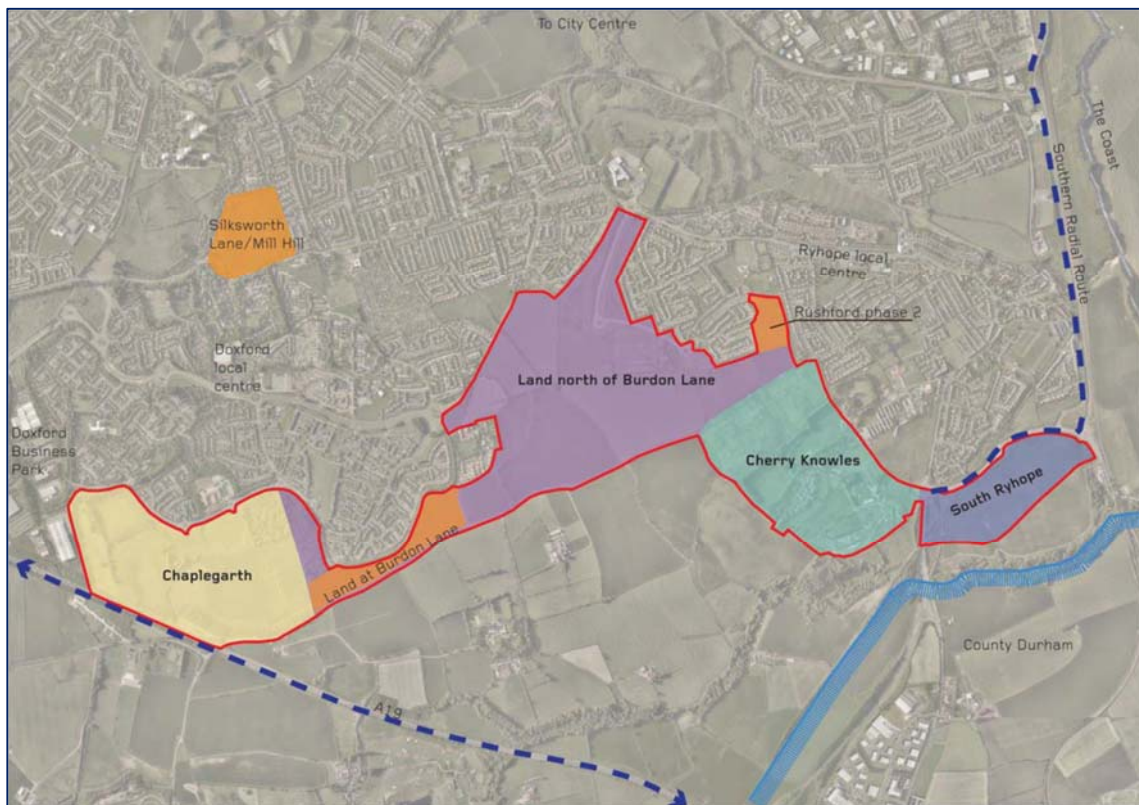 To City Centre
The Coast
Southern Radial Route
Silksworth
Lane/Mill Hill
Ryhope local
centre
Rushford phase 2
Doxford
local
centre
Land north of Burdon Lane
Doxford
Business
Park
Cherry Knowles
South Ryhope
Chaplegarth
Land at Burdon Lane
County Durham
A19